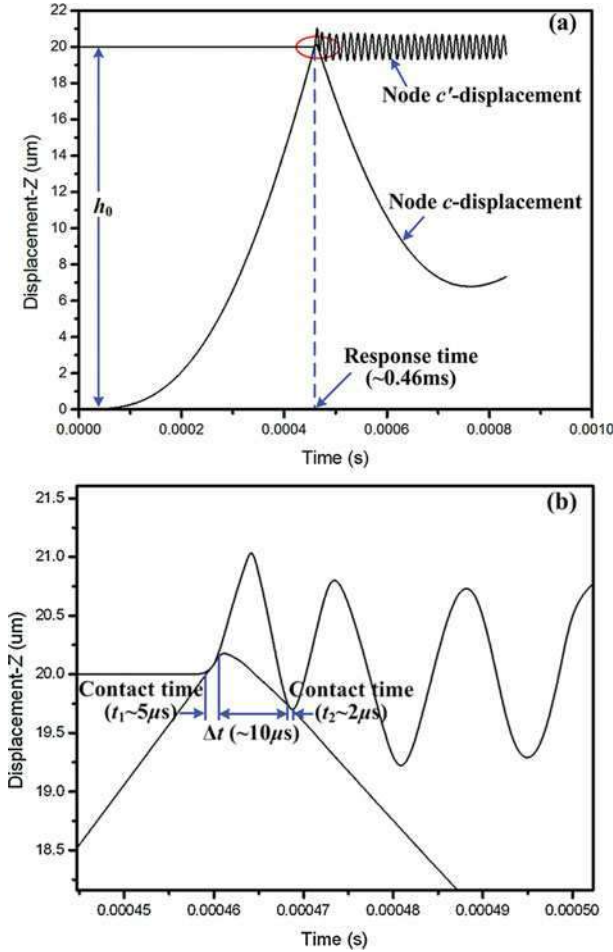 (a)
Displacement-Z (um)
20
18
16
14
12
10
8
6
4
2
0
h0
Node c'-displacement
Node c-displacement
Response time
(~0.46ms)
0.0000
0.0002
0.0004
0.0006
0.0008
0.0010
Time (s)
(b)
Displacement-Z (um)
21.5
21.0
20.5
20.0
19.5
19.0
18.5
Contact time
(t1~5μs)
Δt (~10μs)
Contact time
(t2~2μs)
0.00045
0.00046
0.00047
0.00048
0.00049
0.00050
Time (s)